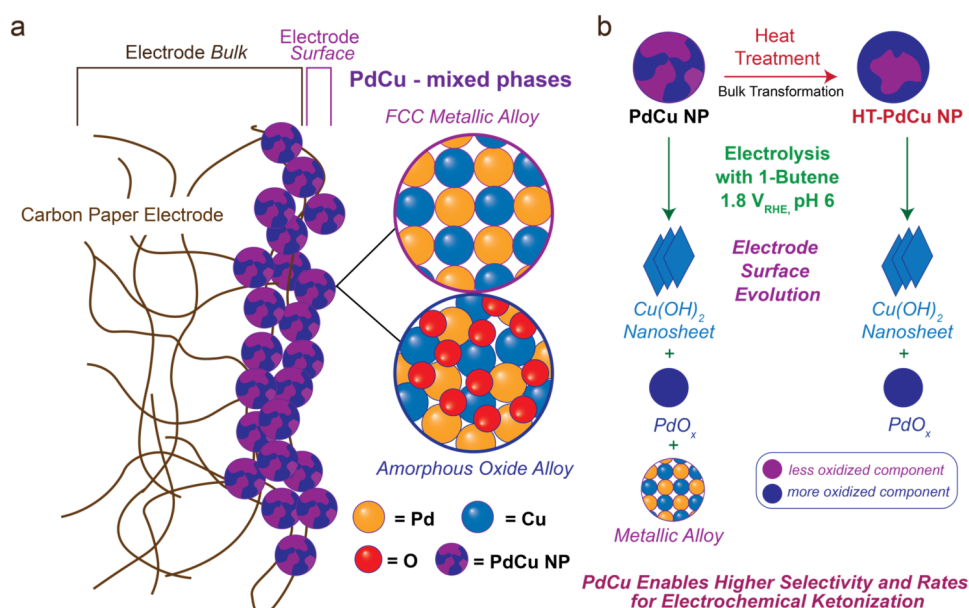 a
Electrode Bulk
Electrode
Surface
PdCu - mixed phases
FCC Metallic Alloy
Carbon Paper Electrode
Amorphous Oxide Alloy
= Pd
= Cu
= O
= PdCu NP
b
Heat
Treatment
Bulk Transformation
PdCu NP
HT-PdCu NP
Electrolysis
with 1-Butene
1.8 V_RHE, pH 6
Electrode
Surface
Evolution
Cu(OH)₂
Nanosheet
+
PdOₓ
+
Metallic Alloy
Cu(OH)₂
Nanosheet
+
PdOₓ
less oxidized component
more oxidized component
PdCu Enables Higher Selectivity and Rates
for Electrochemical Ketonization